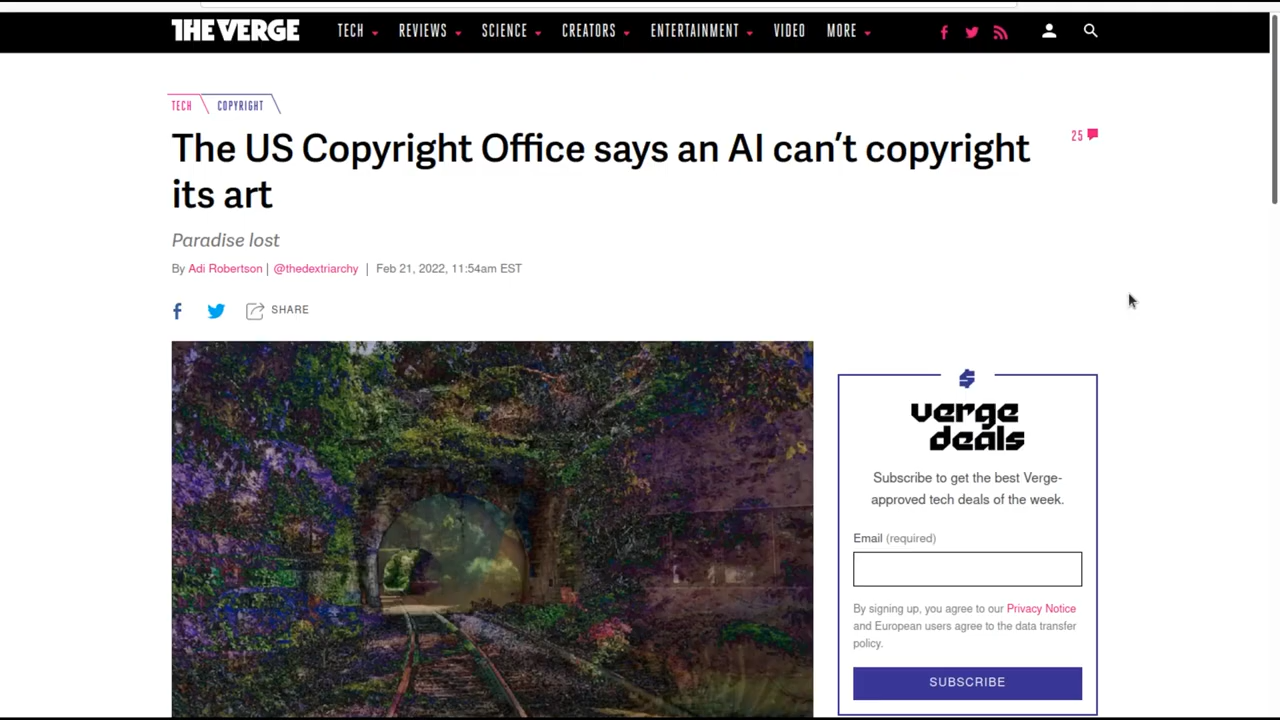 THE VERGE TECH REVIEWS SCIENCE CREATORS ENTERTAINMENT VIDEO MORE
TECH COPYRIGHT
The US Copyright Office says an AI can’t copyright
its art
25
Paradise lost
By Adi Robertson | @thedextriarchy | Feb 21, 2022, 11:54am EST
SHARE
verge
deals
Subscribe to get the best Verge-
approved tech deals of the week.
Email (required)
By signing up, you agree to our Privacy Notice
and European users agree to the data transfer
policy.
SUBSCRIBE